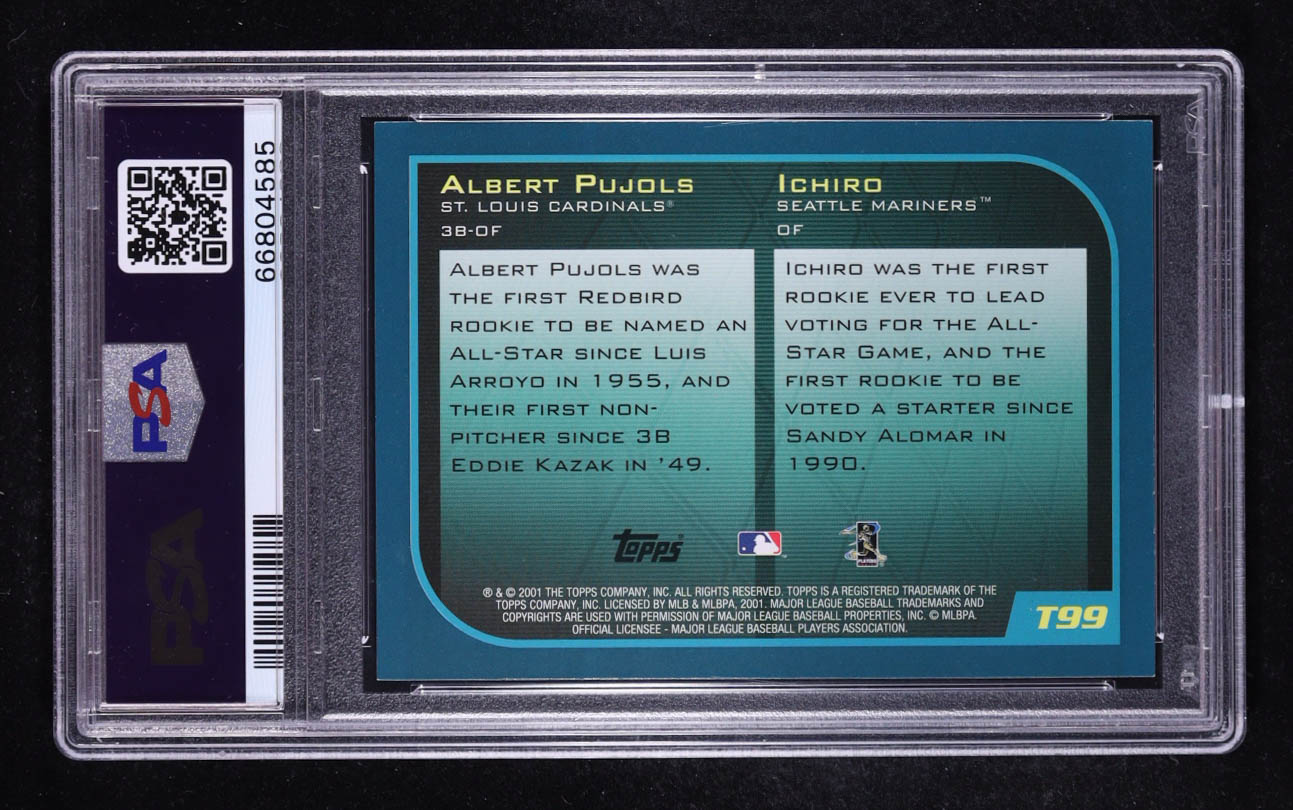 66804585
PSA
PSA
ALBERT PUJOLS
ST. LOUIS CARDINALS®
3B-OF
ALBERT PUJOLS WAS
THE FIRST REDBIRD
ROOKIE TO BE NAMED AN
ALL-STAR SINCE LUIS
ARROYO IN 1955, AND
THEIR FIRST NON-
PITCHER SINCE 3B
EDDIE KAZAK IN '49.
ICHIRO
SEATTLE MARINERS™
OF
ICHIRO WAS THE FIRST
ROOKIE EVER TO LEAD
VOTING FOR THE ALL-
STAR GAME, AND THE
FIRST ROOKIE TO BE
VOTED A STARTER SINCE
SANDY ALOMAR IN
1990.
Topps®
PLAYERS
® & © 2001 THE TOPPS COMPANY, INC. ALL RIGHTS RESERVED. TOPPS IS A REGISTERED TRADEMARK OF THE
TOPPS COMPANY, INC. LICENSED BY MLB & MLBPA, 2001. MAJOR LEAGUE BASEBALL TRADEMARKS AND
COPYRIGHTS ARE USED WITH PERMISSION OF MAJOR LEAGUE BASEBALL PROPERTIES, INC. © MLBPA.
OFFICIAL LICENSEE - MAJOR LEAGUE BASEBALL PLAYERS ASSOCIATION.
T99